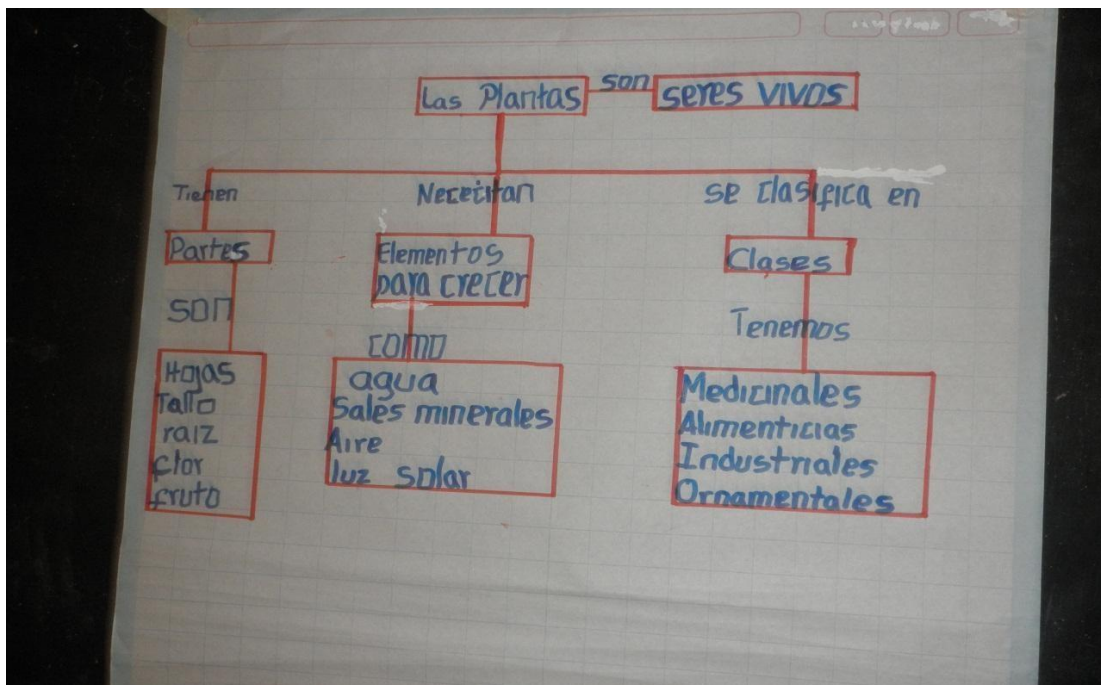 Las Plantas son seres vivos
Tienen
Nececitan
se clasifica en
Partes
Elementos
para crecer
Clases
son
como
Tenemos
Hojas
Tallo
raiz
flor
fruto
agua
Sales minerales
Aire
luz solar
Medicinales
Alimenticias
Industriales
Ornamentales